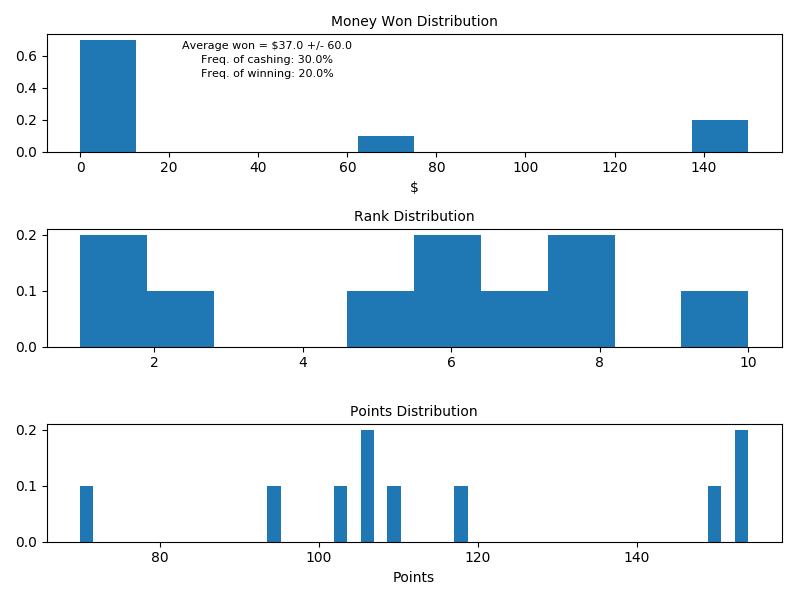 Money Won Distribution
Average won = $37.0 +/- 60.0
Freq. of cashing: 30.0%
Freq. of winning: 20.0%
0.6
0.4
0.2
0.0
0 20 40 60 80 100 120 140
$
Rank Distribution
0.2
0.1
0.0
2 4 6 8 10
Points Distribution
0.2
0.1
0.0
80 100 120 140
Points